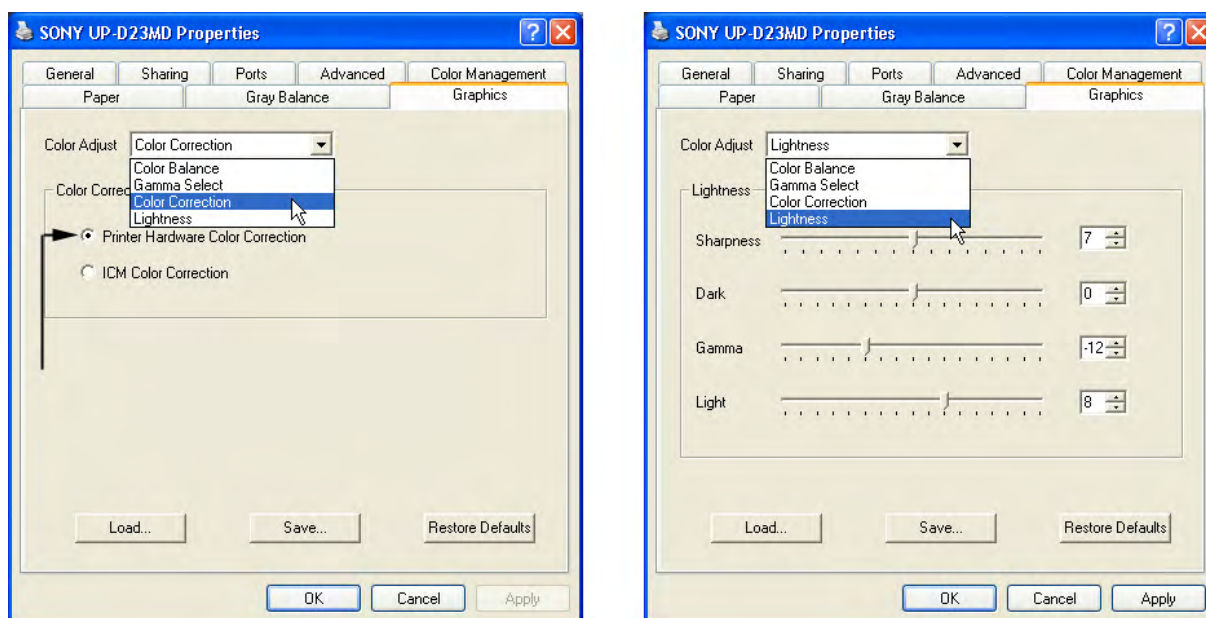 SONY UP-D23MD Properties
General Sharing Ports Advanced Color Management
Paper Gray Balance Graphics
Color Adjust Color Correction
Color Balance
Gamma Select
Color Correction
Lightness
Color Correc
Printer Hardware Color Correction
ICM Color Correction
Load... Save... Restore Defaults
OK Cancel Apply
SONY UP-D23MD Properties
General Sharing Ports Advanced Color Management
Paper Gray Balance Graphics
Color Adjust Lightness
Color Balance
Gamma Select
Color Correction
Lightness
Lightness
Sharpness 7
Dark 0
Gamma -12
Light 8
Load... Save... Restore Defaults
OK Cancel Apply